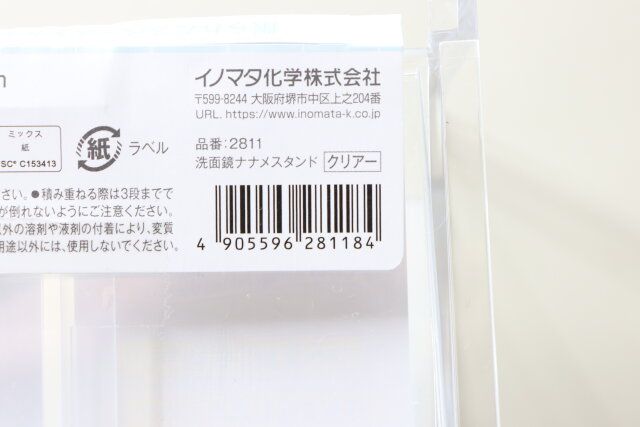 m
イノマタ化学株式会社
〒599-8244 大阪府堺市中区上之204番
URL. https://www.inomata-k.co.jp
ミックス
紙
SC® C153413
紙
ラベル
品番:2811
洗面鏡ナナメスタンド クリアー
さい。●積み重ねる際は3段までで
が倒れないようにご注意ください。
以外の溶剤や液剤の付着により、変質
用途以外には、使用しないでください。
4 905596 281184